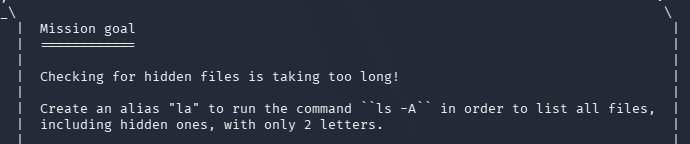 Mission goal
============
Checking for hidden files is taking too long!
Create an alias "la" to run the command ``ls -A`` in order to list all files,
including hidden ones, with only 2 letters.